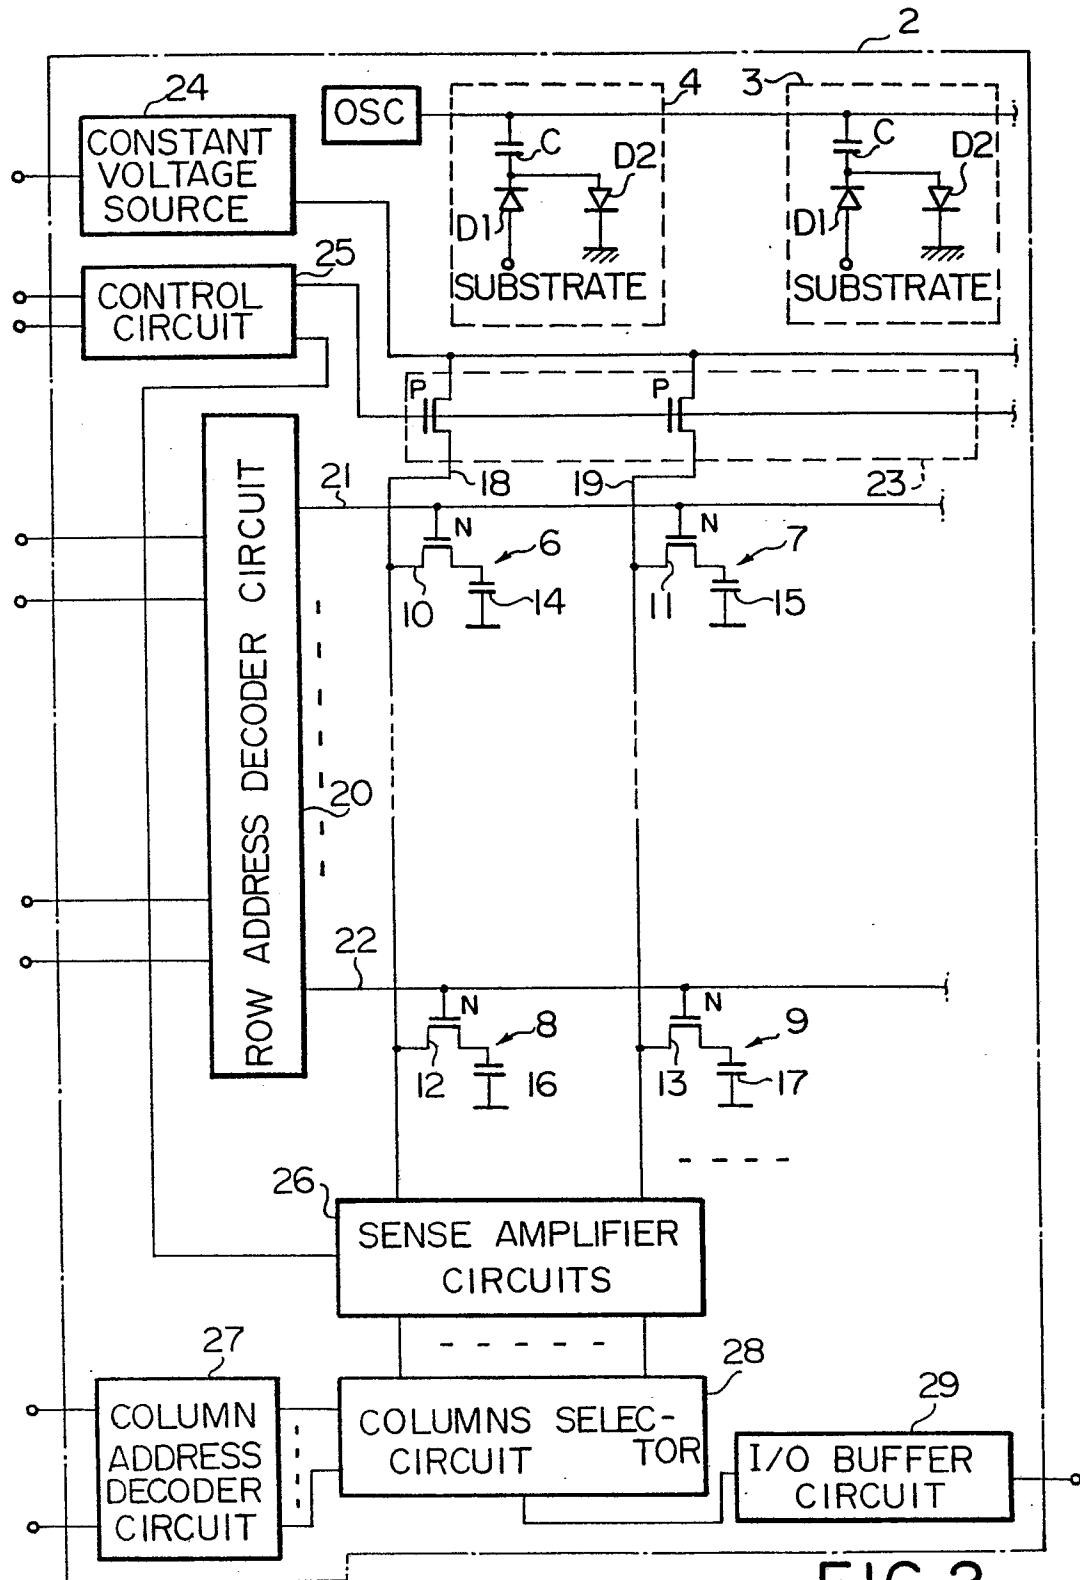 2
24
OSC
4
3
CONSTANT
VOLTAGE
SOURCE
C
D2
D1
SUBSTRATE
C
D2
D1
SUBSTRATE
25
CONTROL
CIRCUIT
P
P
18
19
23
ROW ADDRESS DECODER CIRCUIT
21
N
6
10
14
N
7
11
15
20
22
N
8
12
16
N
9
13
17
26
SENSE AMPLIFIER
CIRCUITS
27
28
COLUMN
ADDRESS
DECODER
CIRCUIT
COLUMNS SELEC-
TOR
CIRCUIT
29
I/O BUFFER
CIRCUIT